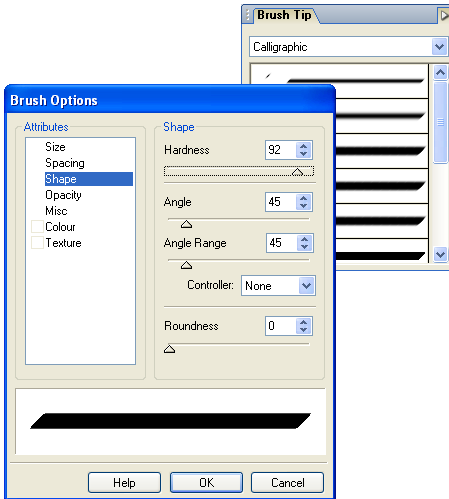 Brush Tip
Calligraphic
Brush Options
Attributes
Size
Spacing
Shape
Opacity
Misc
Colour
Texture
Shape
Hardness 92
Angle 45
Angle Range 45
Controller: None
Roundness 0
Help OK Cancel